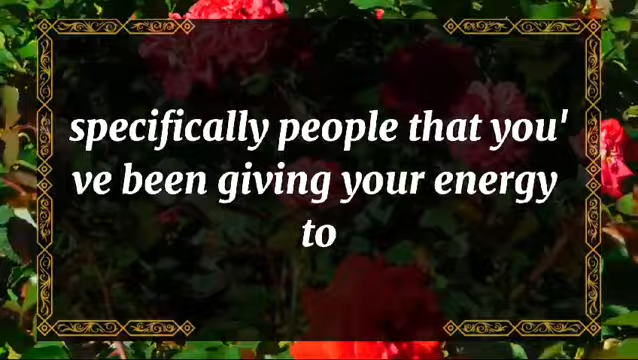 specifically people that you'
've been giving your energy
to